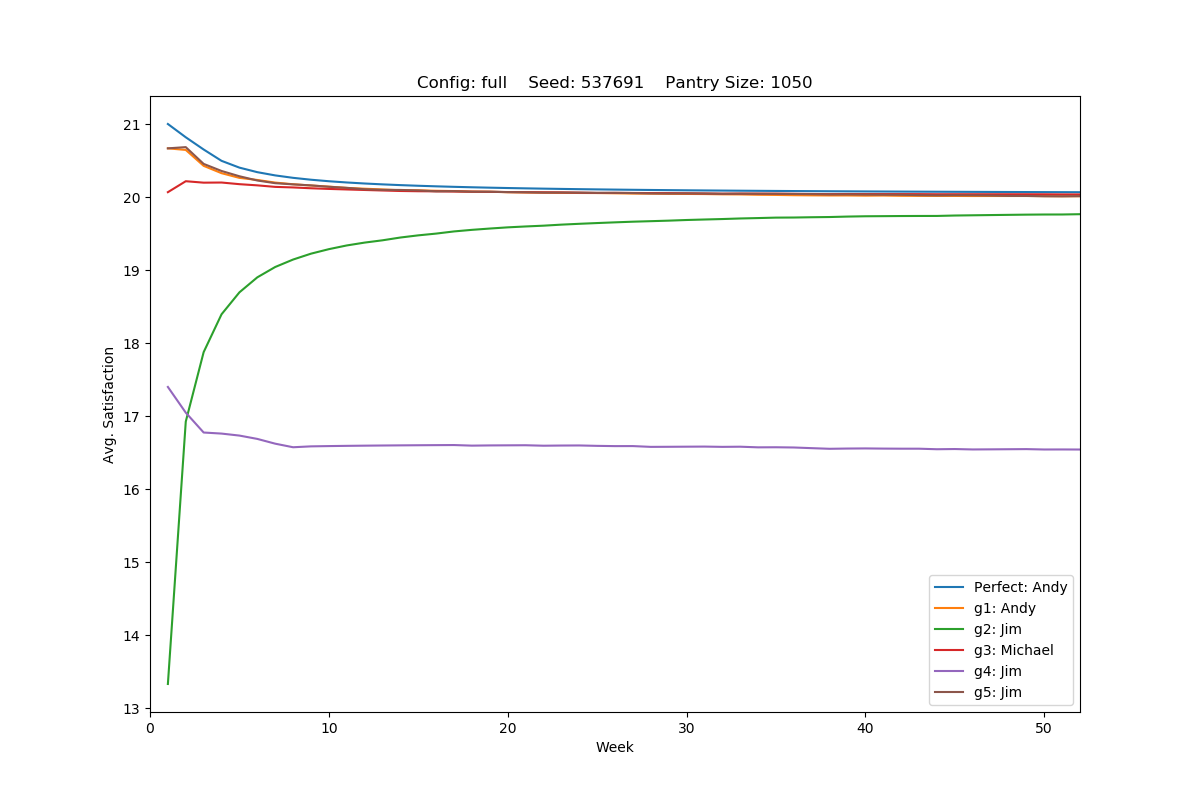 Config: full    Seed: 537691    Pantry Size: 1050
21
20
19
18
17
16
15
14
13
Avg. Satisfaction
0 10 20 30 40 50
Week
Perfect: Andy
g1: Andy
g2: Jim
g3: Michael
g4: Jim
g5: Jim